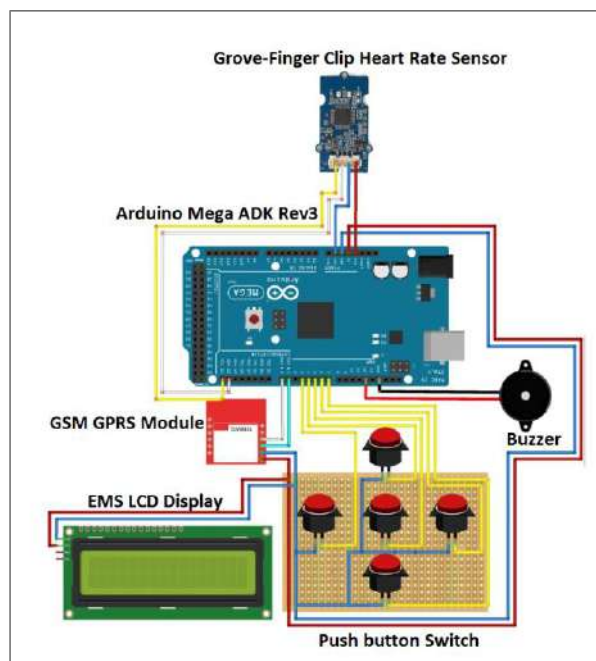 Grove-Finger Clip Heart Rate Sensor
Arduino Mega ADK Rev3
MEGA
GSM GPRS Module
Buzzer
EMS LCD Display
Push button Switch